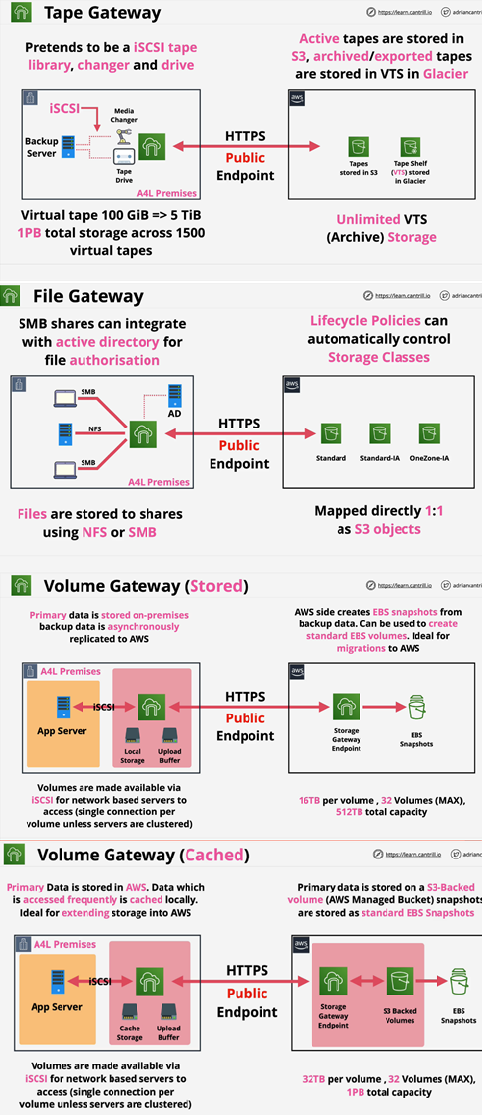 Tape Gateway
https://learn.cantrill.io
adriancantril
Pretends to be a iSCSI tape
library, changer and drive
Active tapes are stored in
S3, archived/exported tapes
are stored in VTS in Glacier
iSCSI
Media
Changer
Backup
Server
Tape
Drive
A4L Premises
HTTPS
Public
Endpoint
aws
Tapes
stored in S3
Tape Shelf
(VTS) stored
in Glacier
Virtual tape 100 GiB => 5 TiB
1PB total storage across 1500
virtual tapes
Unlimited VTS
(Archive) Storage
File Gateway
https://learn.cantrill.io
adriancantri
SMB shares can integrate
with active directory for
file authorisation
Lifecycle Policies can
automatically control
Storage Classes
SMB
NFS
SMB
AD
A4L Premises
HTTPS
Public
Endpoint
aws
Standard
Standard-IA
OneZone-IA
Files are stored to shares
using NFS or SMB
Mapped directly 1:1
as S3 objects
Volume Gateway (Stored)
https://learn.cantrill.io
adriancantri
Primary data is stored on-premises
backup data is asynchronously
replicated to AWS
AWS side creates EBS snapshots from
backup data. Can be used to create
standard EBS volumes. Ideal for
migrations to AWS
A4L Premises
iSCSI
App Server
Local
Storage
Upload
Buffer
HTTPS
Public
Endpoint
aws
Storage
Gateway
Endpoint
EBS
Snapshots
Volumes are made available via
iSCSI for network based servers to
access (single connection per
volume unless servers are clustered)
16TB per volume , 32 Volumes (MAX),
512TB total capacity
Volume Gateway (Cached)
https://learn.cantrill.io
adrianc
Primary Data is stored in AWS. Data which
is accessed frequently is cached locally.
Ideal for extending storage into AWS
Primary data is stored on a S3-Backed
volume (AWS Managed Bucket) snapshots
are stored as standard EBS Snapshots
A4L Premises
iSCSI
App Server
Cache
Storage
Upload
Buffer
HTTPS
Public
Endpoint
aws
Storage
Gateway
Endpoint
S3 Backed
Volumes
EBS
Snapshots
Volumes are made available via
iSCSI for network based servers to
access (single connection per
volume unless servers are clustered)
32TB per volume , 32 Volumes (MAX),
1PB total capacity